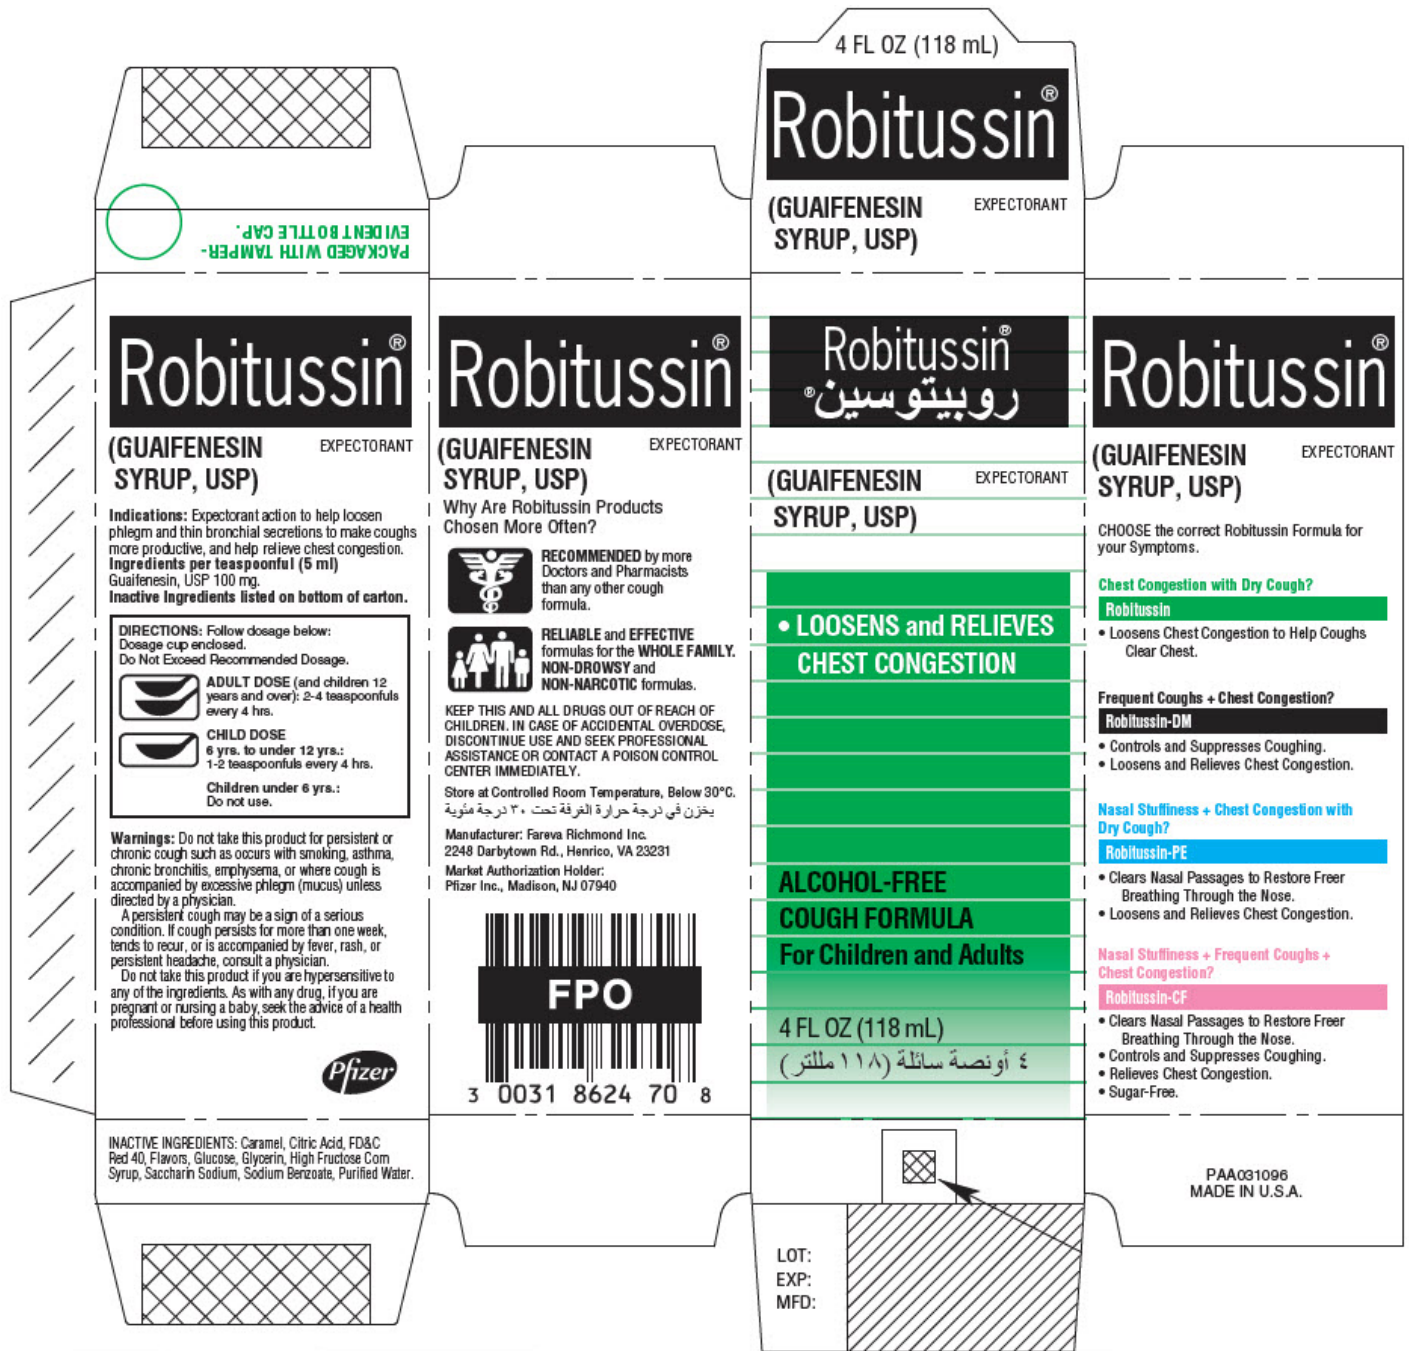 4 FL OZ (118 mL)
Robitussin®
(GUAIFENESIN EXPECTORANT
SYRUP, USP)
PACKAGED WITH TAMPER-
EVIDENT BOTTLE CAP.
Robitussin®
(GUAIFENESIN EXPECTORANT
SYRUP, USP)
Indications: Expectorant action to help loosen
phlegm and thin bronchial secretions to make coughs
more productive, and help relieve chest congestion.
Ingredients per teaspoonful (5 ml)
Guaifenesin, USP 100 mg.
Inactive Ingredients listed on bottom of carton.
DIRECTIONS: Follow dosage below:
Dosage cup enclosed.
Do Not Exceed Recommended Dosage.
ADULT DOSE (and children 12
years and over): 2-4 teaspoonfuls
every 4 hrs.
CHILD DOSE
6 yrs. to under 12 yrs.:
1-2 teaspoonfuls every 4 hrs.
Children under 6 yrs.:
Do not use.
Warnings: Do not take this product for persistent or
chronic cough such as occurs with smoking, asthma,
chronic bronchitis, emphysema, or where cough is
accompanied by excessive phlegm (mucus) unless
directed by a physician.
A persistent cough may be a sign of a serious
condition. If cough persists for more than one week,
tends to recur, or is accompanied by fever, rash, or
persistent headache, consult a physician.
Do not take this product if you are hypersensitive to
any of the ingredients. As with any drug, if you are
pregnant or nursing a baby, seek the advice of a health
professional before using this product.
Pfizer
INACTIVE INGREDIENTS: Caramel, Citric Acid, FD&C
Red 40, Flavors, Glucose, Glycerin, High Fructose Corn
Syrup, Saccharin Sodium, Sodium Benzoate, Purified Water.
Robitussin®
(GUAIFENESIN EXPECTORANT
SYRUP, USP)
Why Are Robitussin Products
Chosen More Often?
RECOMMENDED by more
Doctors and Pharmacists
than any other cough
formula.
RELIABLE and EFFECTIVE
formulas for the WHOLE FAMILY.
NON-DROWSY and
NON-NARCOTIC formulas.
KEEP THIS AND ALL DRUGS OUT OF REACH OF
CHILDREN. IN CASE OF ACCIDENTAL OVERDOSE,
DISCONTINUE USE AND SEEK PROFESSIONAL
ASSISTANCE OR CONTACT A POISON CONTROL
CENTER IMMEDIATELY.
Store at Controlled Room Temperature, Below 30°C.
يخزن في درجة حرارة الغرفة تحت ٣٠ درجة مئوية
Manufacturer: Fareva Richmond Inc.
2248 Darbytown Rd., Henrico, VA 23231
Market Authorization Holder:
Pfizer Inc., Madison, NJ 07940
FPO
3 0031 8624 70 8
Robitussin®
روبيتوسين®
(GUAIFENESIN EXPECTORANT
SYRUP, USP)
• LOOSENS and RELIEVES
CHEST CONGESTION
ALCOHOL-FREE
COUGH FORMULA
For Children and Adults
4 FL OZ (118 mL)
٤ أونصة سائلة (١١٨ مللتر)
LOT:
EXP:
MFD:
Robitussin®
(GUAIFENESIN EXPECTORANT
SYRUP, USP)
CHOOSE the correct Robitussin Formula for
your Symptoms.
Chest Congestion with Dry Cough?
Robitussin
• Loosens Chest Congestion to Help Coughs
Clear Chest.
Frequent Coughs + Chest Congestion?
Robitussin-DM
• Controls and Suppresses Coughing.
• Loosens and Relieves Chest Congestion.
Nasal Stuffiness + Chest Congestion with
Dry Cough?
Robitussin-PE
• Clears Nasal Passages to Restore Freer
Breathing Through the Nose.
• Loosens and Relieves Chest Congestion.
Nasal Stuffiness + Frequent Coughs +
Chest Congestion?
Robitussin-CF
• Clears Nasal Passages to Restore Freer
Breathing Through the Nose.
• Controls and Suppresses Coughing.
• Relieves Chest Congestion.
• Sugar-Free.
PAA031096
MADE IN U.S.A.